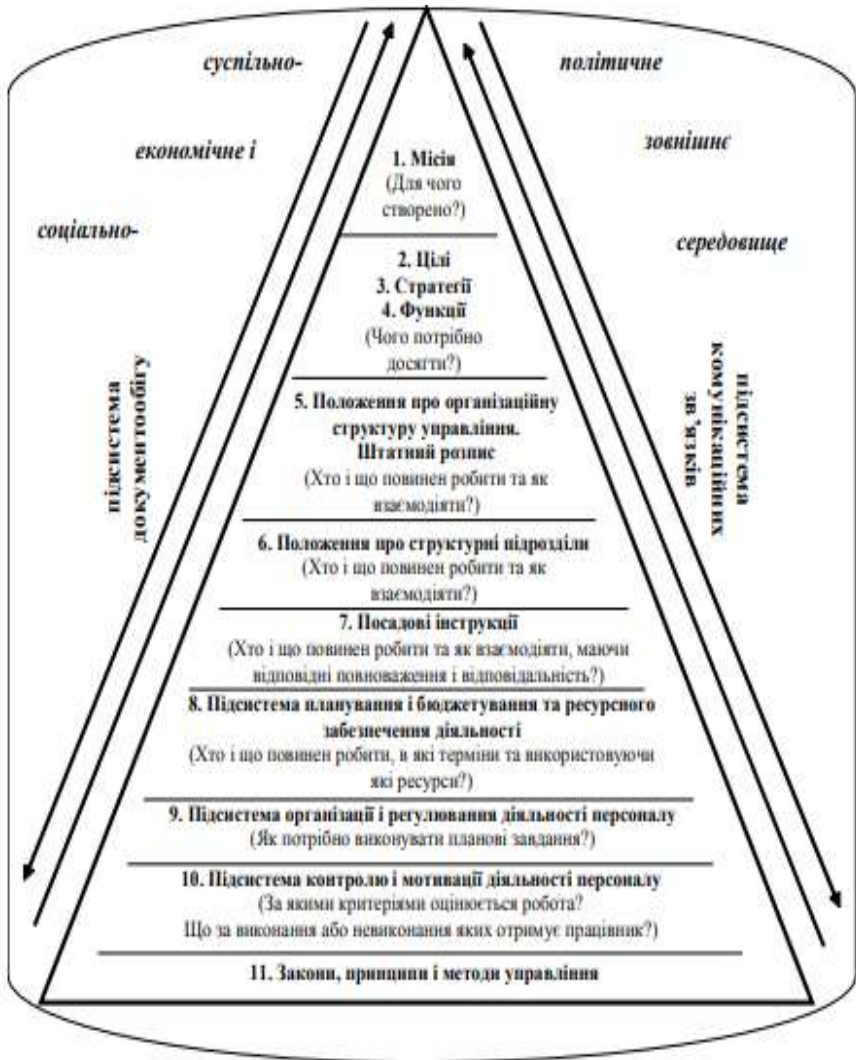 суспільно-
політичне
економічне і
зовнішнє
соціально-
середовище
1. Місія
(Для чого
створено?)
2. Цілі
3. Стратегії
4. Функції
(Чого потрібно
досягти?)
підсистема
документообігу
підсистема
комунікаційних
зв'язків
5. Положення про організаційну
структуру управління.
Штатний розпис
(Хто і що повинен робити та як
взаємодіяти?)
6. Положення про структурні підрозділи
(Хто і що повинен робити та як
взаємодіяти?)
7. Посадові інструкції
(Хто і що повинен робити та як взаємодіяти, маючи
відповідні повноваження і відповідальність?)
8. Підсистема планування і бюджетування та ресурсного
забезпечення діяльності
(Хто і що повинен робити, в які терміни та використовуючи
які ресурси?)
9. Підсистема організації і регулювання діяльності персоналу
(Як потрібно виконувати планові завдання?)
10. Підсистема контролю і мотивації діяльності персоналу
(За якими критеріями оцінюється робота?
Що за виконання або невиконання яких отримує працівник?)
11. Закони, принципи і методи управління